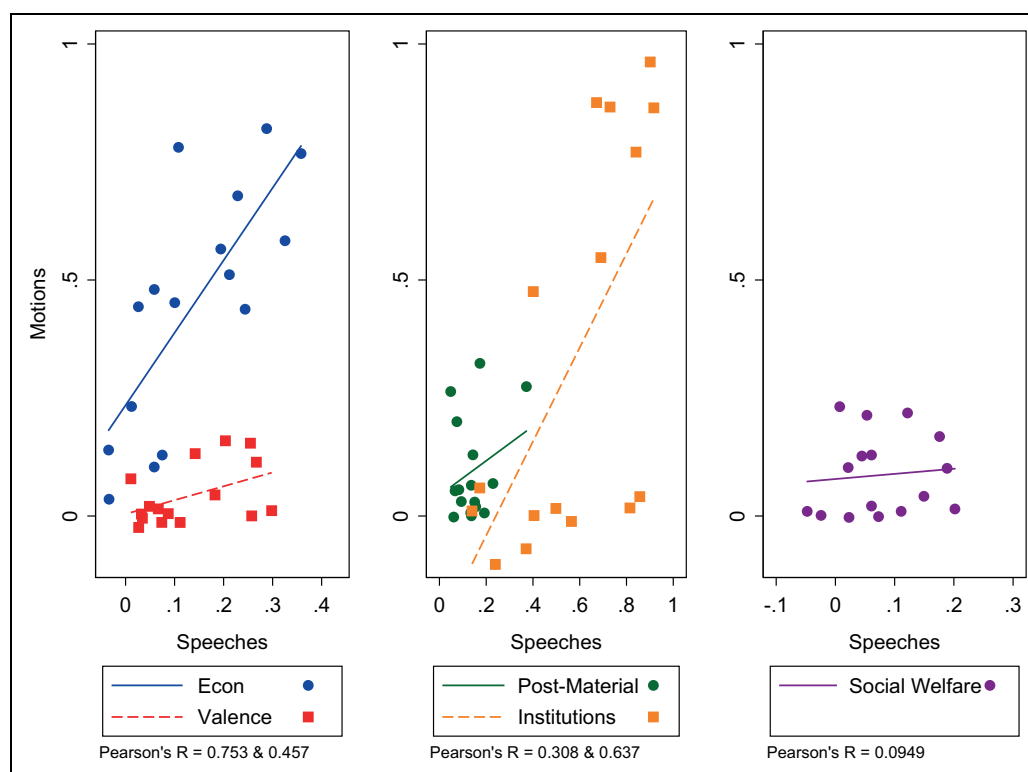 Motions
1
.5
0
0 .1 .2 .3 .4
Speeches
Econ
Valence
Pearson's R = 0.753 & 0.457
1
.5
0
0 .2 .4 .6 .8 1
Speeches
Post-Material
Institutions
Pearson's R = 0.308 & 0.637
1
.5
0
-.1 0 .1 .2 .3
Speeches
Social Welfare
Pearson's R = 0.0949